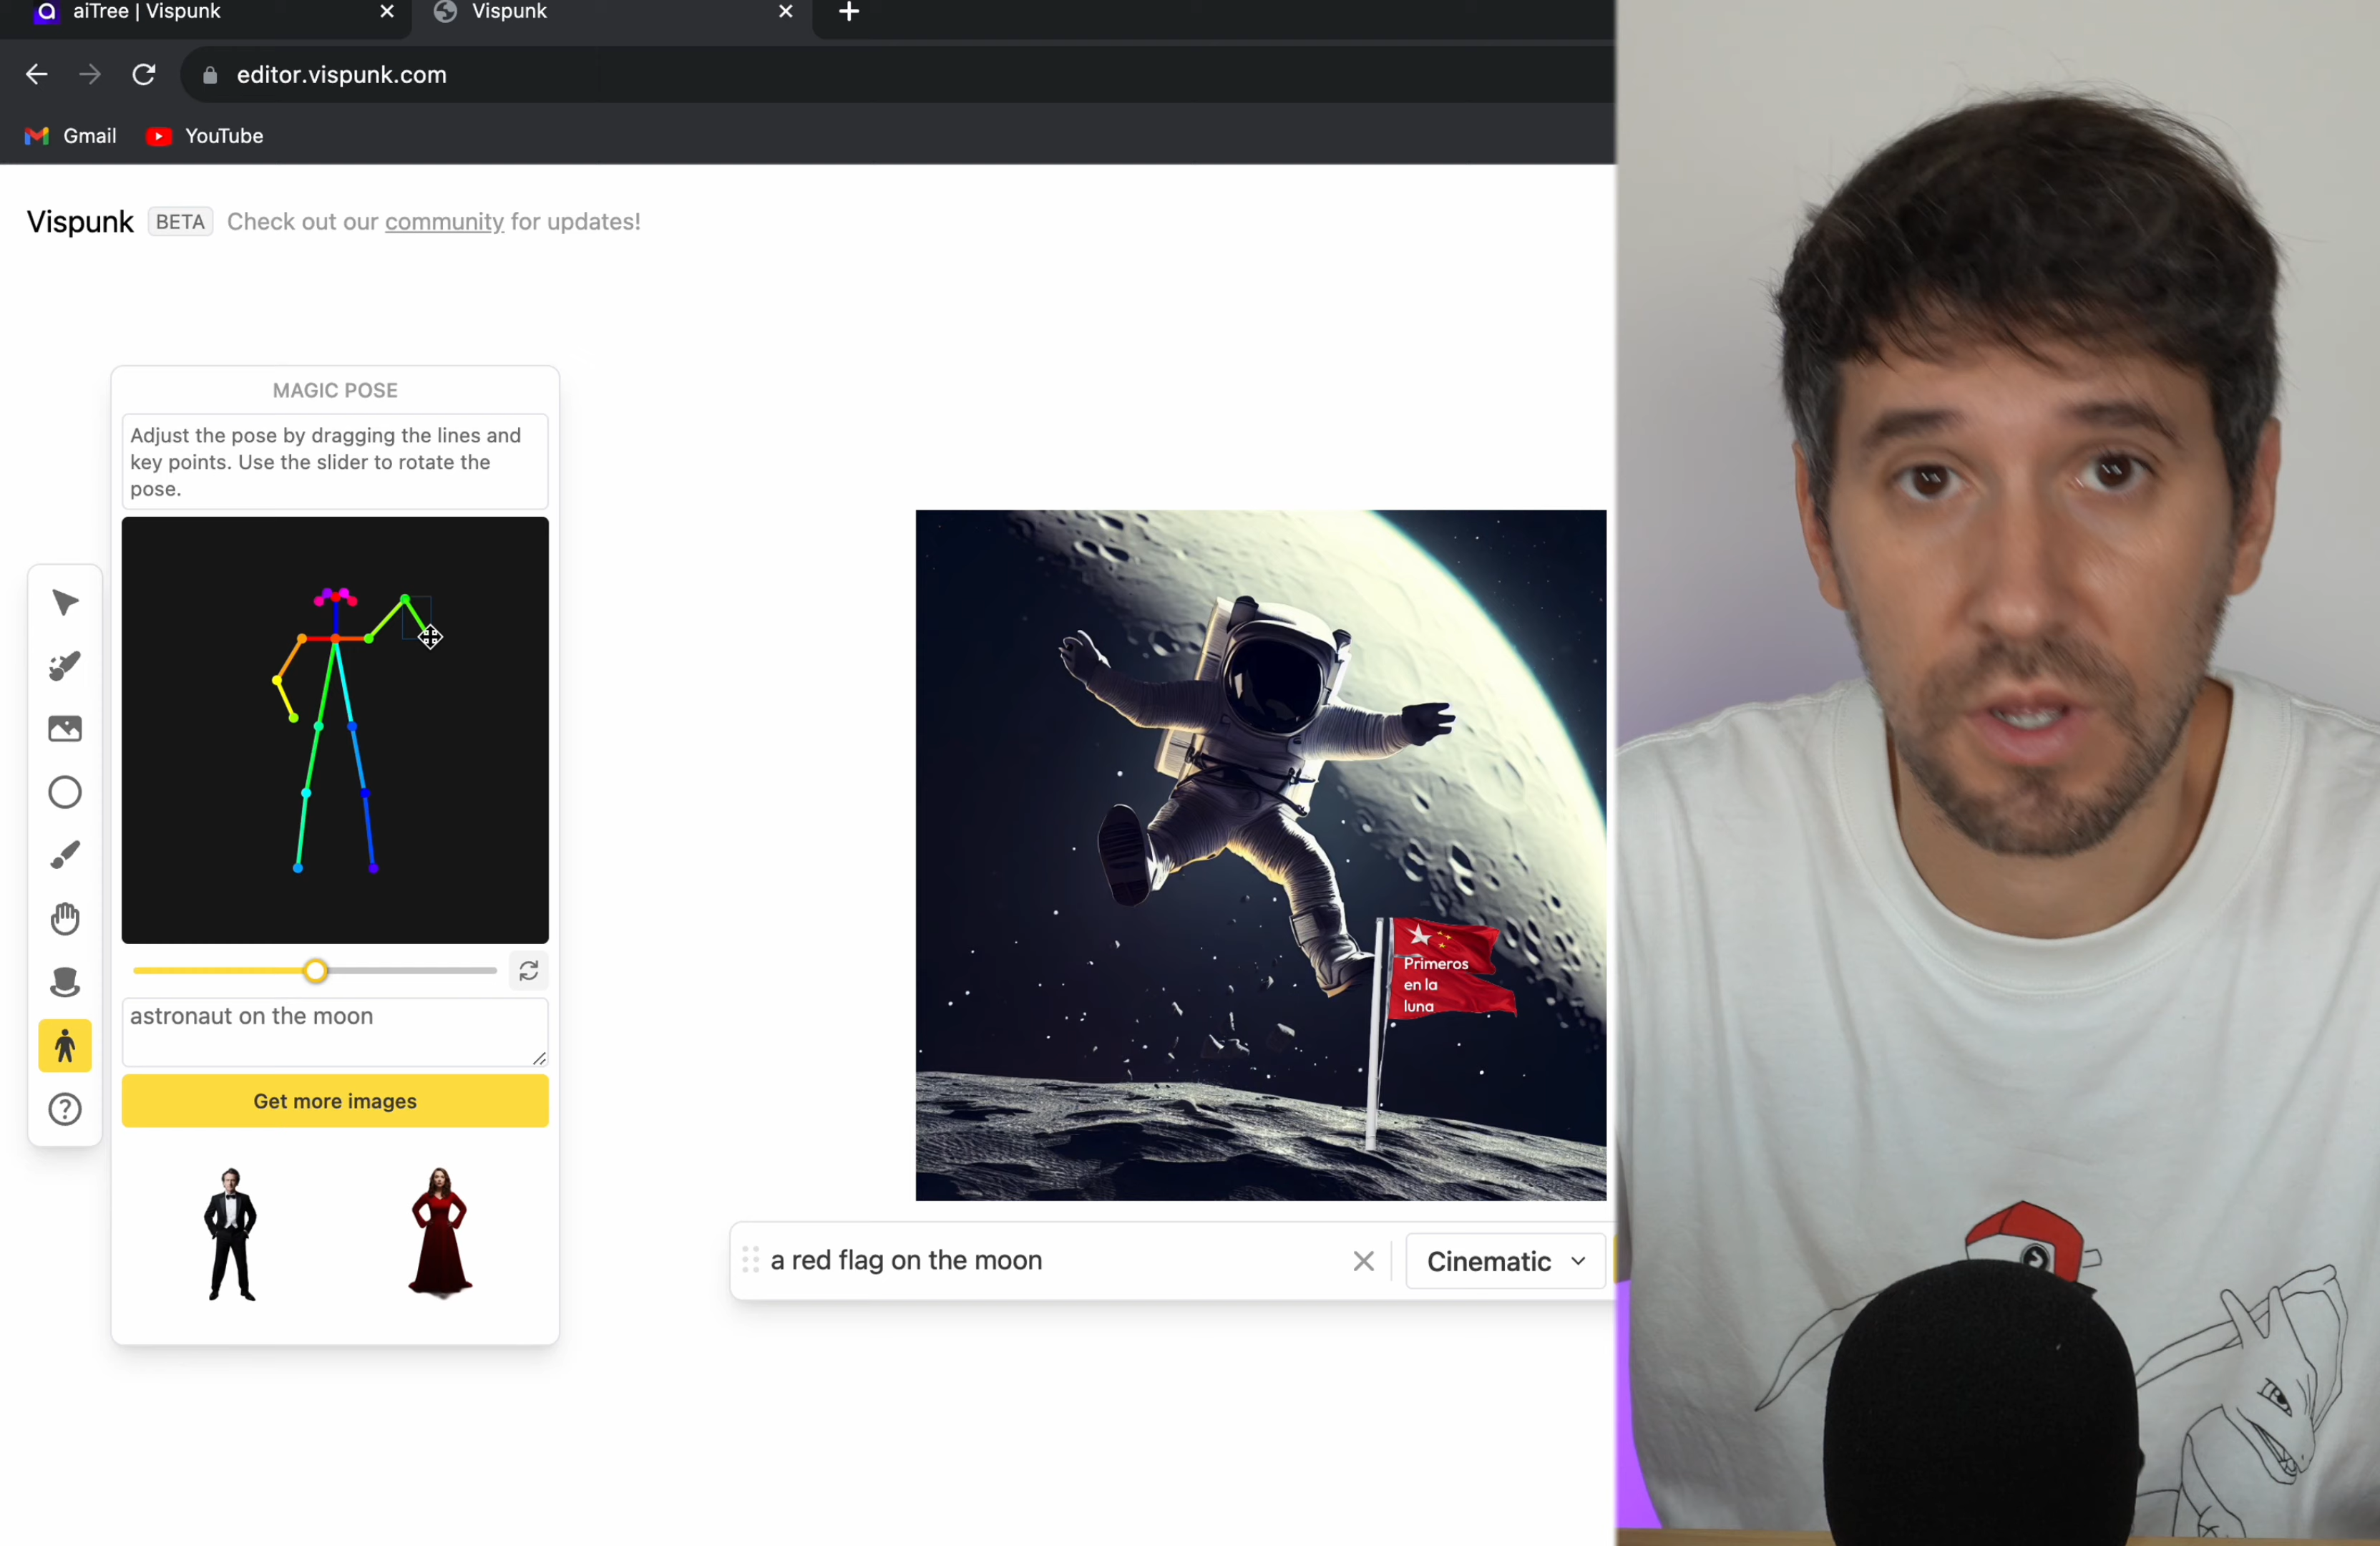 aiTree | Vispunk
Vispunk
editor.vispunk.com
Gmail
YouTube
Vispunk BETA Check out our community for updates!
MAGIC POSE
Adjust the pose by dragging the lines and
key points. Use the slider to rotate the
pose.
astronaut on the moon
Get more images
Primeros
en la
luna
a red flag on the moon
Cinematic